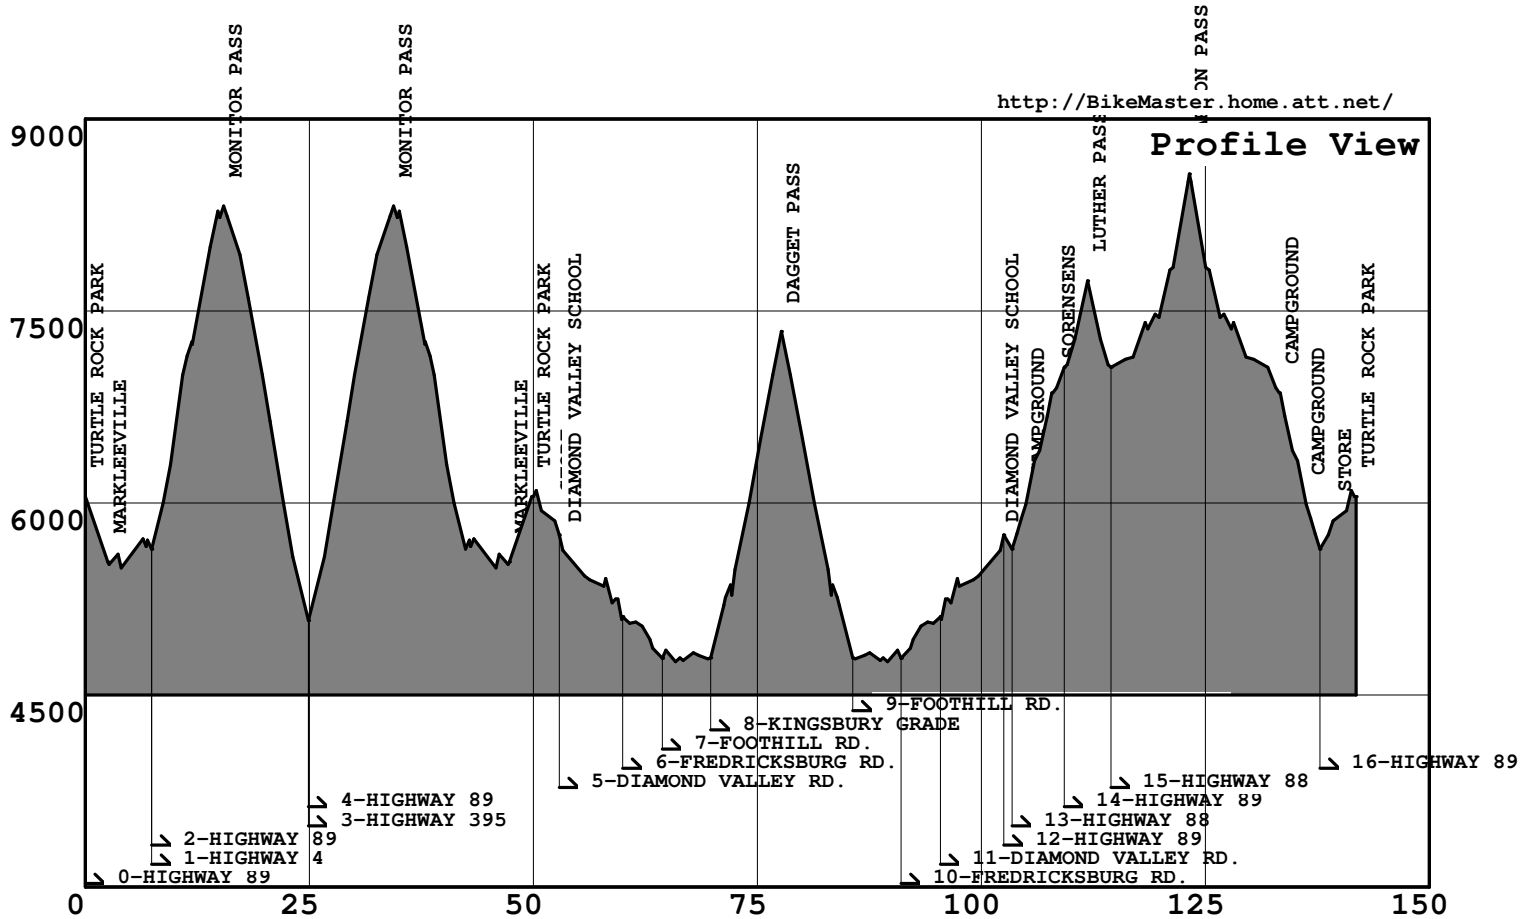 MONITOR PASS
MONITOR PASS
ON PASS
http://BikeMaster.home.att.net/
Profile View
9000
7500
6000
4500
TURTLE ROCK PARK
MARKLEEVILLE
MARKLEEVILLE
TURTLE ROCK PARK
DIAMOND VALLEY SCHOOL
DAGGET PASS
DIAMOND VALLEY SCHOOL
CAMPGROUND
SORENSENS
LUTHER PASS
CAMPGROUND
CAMPGROUND
STORE
TURTLE ROCK PARK
9-FOOTHILL RD.
8-KINGSBURY GRADE
7-FOOTHILL RD.
6-FREDRICKSBURG RD.
5-DIAMOND VALLEY RD.
16-HIGHWAY 89
15-HIGHWAY 88
4-HIGHWAY 89
14-HIGHWAY 89
3-HIGHWAY 395
13-HIGHWAY 88
2-HIGHWAY 89
12-HIGHWAY 89
1-HIGHWAY 4
11-DIAMOND VALLEY RD.
0-HIGHWAY 89
10-FREDRICKSBURG RD.
0 25 50 75 100 125 150